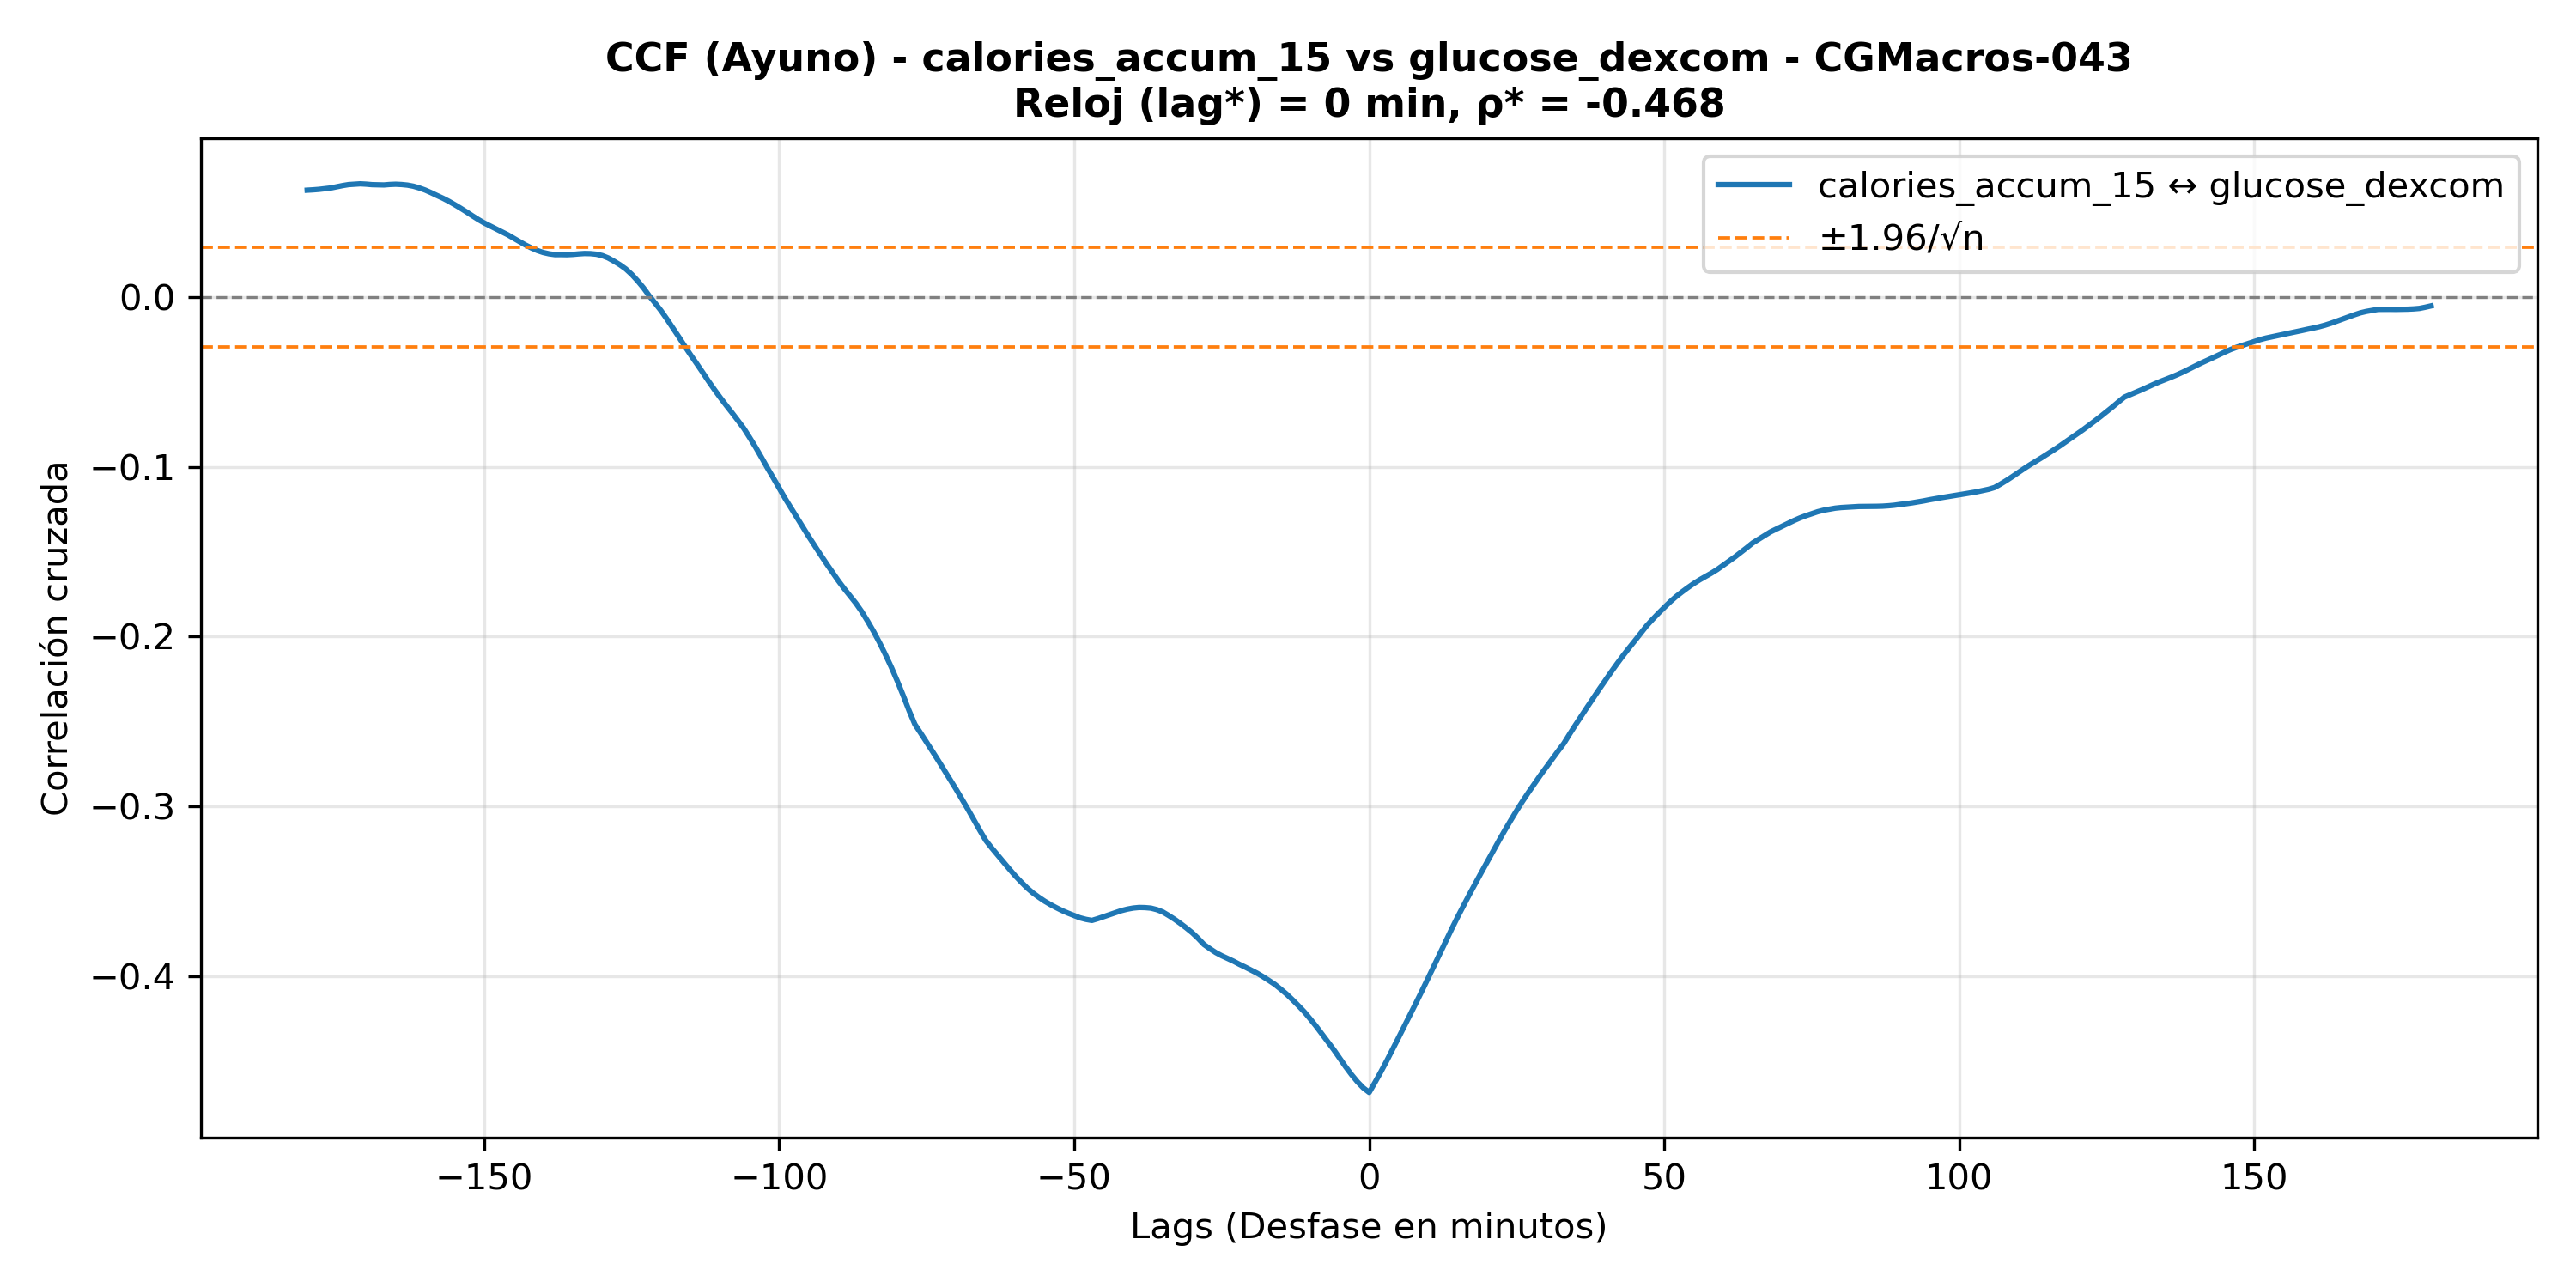 CCF (Ayuno) - calories_accum_15 vs glucose_dexcom - CGMacros-043
Reloj (lag*) = 0 min, ρ* = -0.468
calories_accum_15 ↔ glucose_dexcom
±1.96/√n
Correlación cruzada
0.0
−0.1
−0.2
−0.3
−0.4
−150
−100
−50
0
50
100
150
Lags (Desfase en minutos)